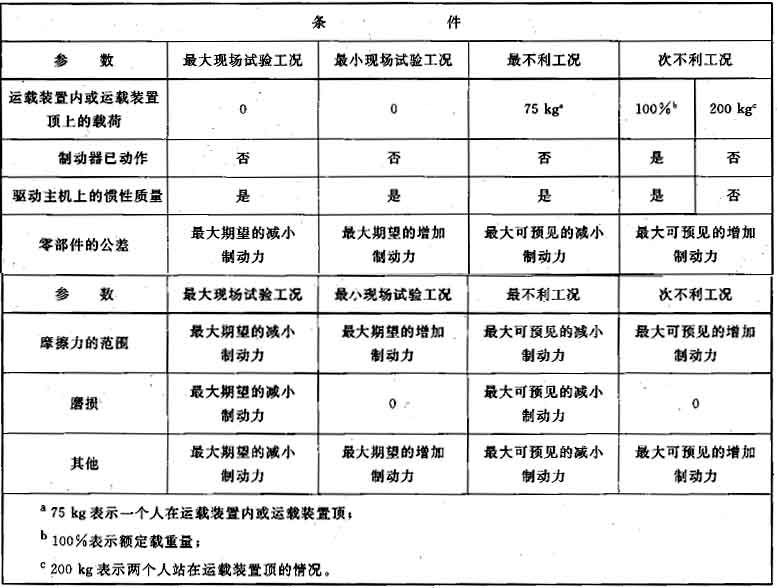 条 件
参 数 最大现场试验工况 最小现场试验工况 最不利工况 次不利工况
运载装置内或运载装置
顶上的载荷 0 0 75 kgᵃ 100%ᵇ 200 kgᶜ
制动器已动作 否 否 否 是 否
驱动主机上的惯性质量 是 是 是 是 否
零部件的公差 最大期望的减小 最大期望的增加 最大可预见的减小 最大可预见的增加
制动力 制动力 制动力 制动力
参 数 最大现场试验工况 最小现场试验工况 最不利工况 次不利工况
摩擦力的范围 最大期望的减小 最大期望的增加 最大可预见的减小 最大可预见的增加
制动力 制动力 制动力 制动力
磨损 最大期望的减小 0 最大可预见的减小 0
制动力 制动力
其他 最大期望的减小 最大期望的增加 最大可预见的减小 最大可预见的增加
制动力 制动力 制动力 制动力
ᵃ 75 kg 表示一个人在运载装置内或运载装置顶；
ᵇ 100%表示额定载重量；
ᶜ 200 kg 表示两个人站在运载装置顶的情况。